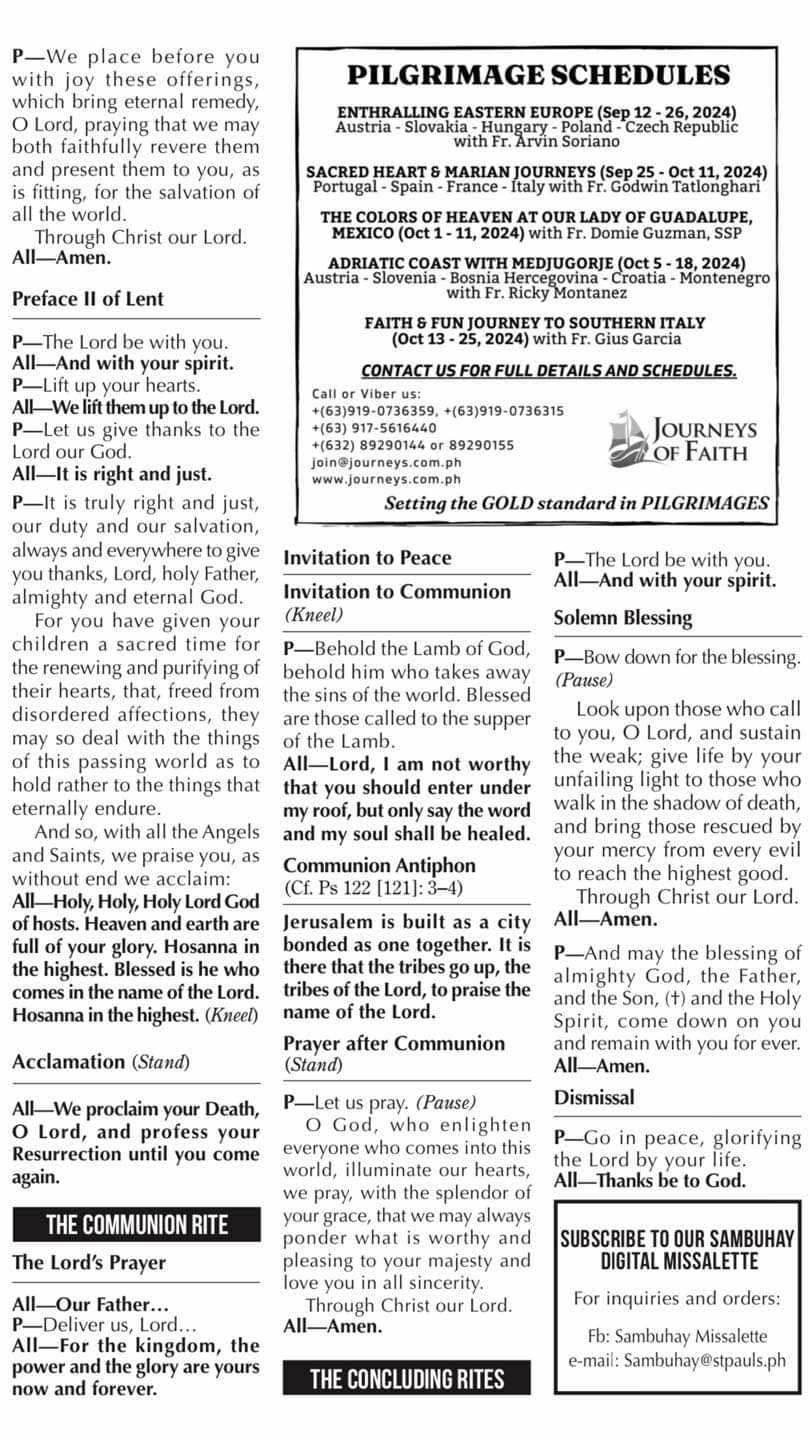 P—We place before you
with joy these offerings,
which bring eternal remedy,
O Lord, praying that we may
both faithfully revere them
and present them to you, as
is fitting, for the salvation of
all the world.
Through Christ our Lord.
All—Amen.
Preface II of Lent
P—The Lord be with you.
All—And with your spirit.
P—Lift up your hearts.
All—We lift them up to the Lord.
P—Let us give thanks to the
Lord our God.
All—It is right and just.
P—It is truly right and just,
our duty and our salvation,
always and everywhere to give
you thanks, Lord, holy Father,
almighty and eternal God.
For you have given your
children a sacred time for
the renewing and purifying of
their hearts, that, freed from
disordered affections, they
may so deal with the things
of this passing world as to
hold rather to the things that
eternally endure.
And so, with all the Angels
and Saints, we praise you, as
without end we acclaim:
All—Holy, Holy, Holy Lord God
of hosts. Heaven and earth are
full of your glory. Hosanna in
the highest. Blessed is he who
comes in the name of the Lord.
Hosanna in the highest. (Kneel)
Acclamation (Stand)
All—We proclaim your Death,
O Lord, and profess your
Resurrection until you come
again.
THE COMMUNION RITE
The Lord's Prayer
All—Our Father…
P—Deliver us, Lord…
All—For the kingdom, the
power and the glory are yours
now and forever.
PILGRIMAGE SCHEDULES
ENTHRALLING EASTERN EUROPE (Sep 12 - 26, 2024)
Austria - Slovakia - Hungary - Poland - Czech Republic
with Fr. Arvin Soriano
SACRED HEART & MARIAN JOURNEYS (Sep 25 - Oct 11, 2024)
Portugal - Spain - France - Italy with Fr. Godwin Tatlonghari
THE COLORS OF HEAVEN AT OUR LADY OF GUADALUPE,
MEXICO (Oct 1 - 11, 2024) with Fr. Domie Guzman, SSP
ADRIATIC COAST WITH MEDJUGORJE (Oct 5 - 18, 2024)
Austria - Slovenia - Bosnia Hercegovina - Croatia - Montenegro
with Fr. Ricky Montanez
FAITH & FUN JOURNEY TO SOUTHERN ITALY
(Oct 13 - 25, 2024) with Fr. Gius Garcia
CONTACT US FOR FULL DETAILS AND SCHEDULES.
Call or Viber us:
+(63)919-0736359, +(63)919-0736315
+(63) 917-5616440
+(632) 89290144 or 89290155
join@journeys.com.ph
www.journeys.com.ph
JOURNEYS
OF FAITH
Setting the GOLD standard in PILGRIMAGES
Invitation to Peace
Invitation to Communion
(Kneel)
P—Behold the Lamb of God,
behold him who takes away
the sins of the world. Blessed
are those called to the supper
of the Lamb.
All—Lord, I am not worthy
that you should enter under
my roof, but only say the word
and my soul shall be healed.
Communion Antiphon
(Cf. Ps 122 [121]: 3–4)
Jerusalem is built as a city
bonded as one together. It is
there that the tribes go up, the
tribes of the Lord, to praise the
name of the Lord.
Prayer after Communion
(Stand)
P—Let us pray. (Pause)
O God, who enlighten
everyone who comes into this
world, illuminate our hearts,
we pray, with the splendor of
your grace, that we may always
ponder what is worthy and
pleasing to your majesty and
love you in all sincerity.
Through Christ our Lord.
All—Amen.
THE CONCLUDING RITES
P—The Lord be with you.
All—And with your spirit.
Solemn Blessing
P—Bow down for the blessing.
(Pause)
Look upon those who call
to you, O Lord, and sustain
the weak; give life by your
unfailing light to those who
walk in the shadow of death,
and bring those rescued by
your mercy from every evil
to reach the highest good.
Through Christ our Lord.
All—Amen.
P—And may the blessing of
almighty God, the Father,
and the Son, (†) and the Holy
Spirit, come down on you
and remain with you for ever.
All—Amen.
Dismissal
P—Go in peace, glorifying
the Lord by your life.
All—Thanks be to God.
SUBSCRIBE TO OUR SAMBUHAY
DIGITAL MISSALETTE
For inquiries and orders:
Fb: Sambuhay Missalette
e-mail: Sambuhay@stpauls.ph